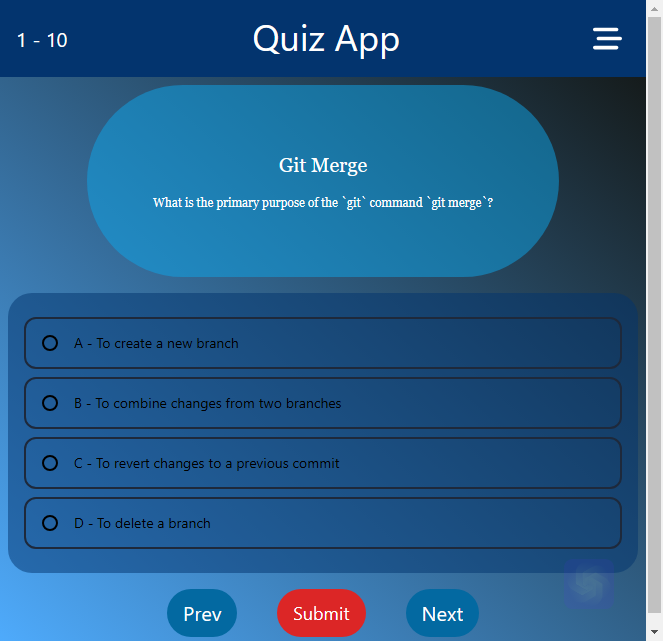 1 - 10
Quiz App
Git Merge
What is the primary purpose of the `git` command `git merge`?
A - To create a new branch
B - To combine changes from two branches
C - To revert changes to a previous commit
D - To delete a branch
Prev
Submit
Next